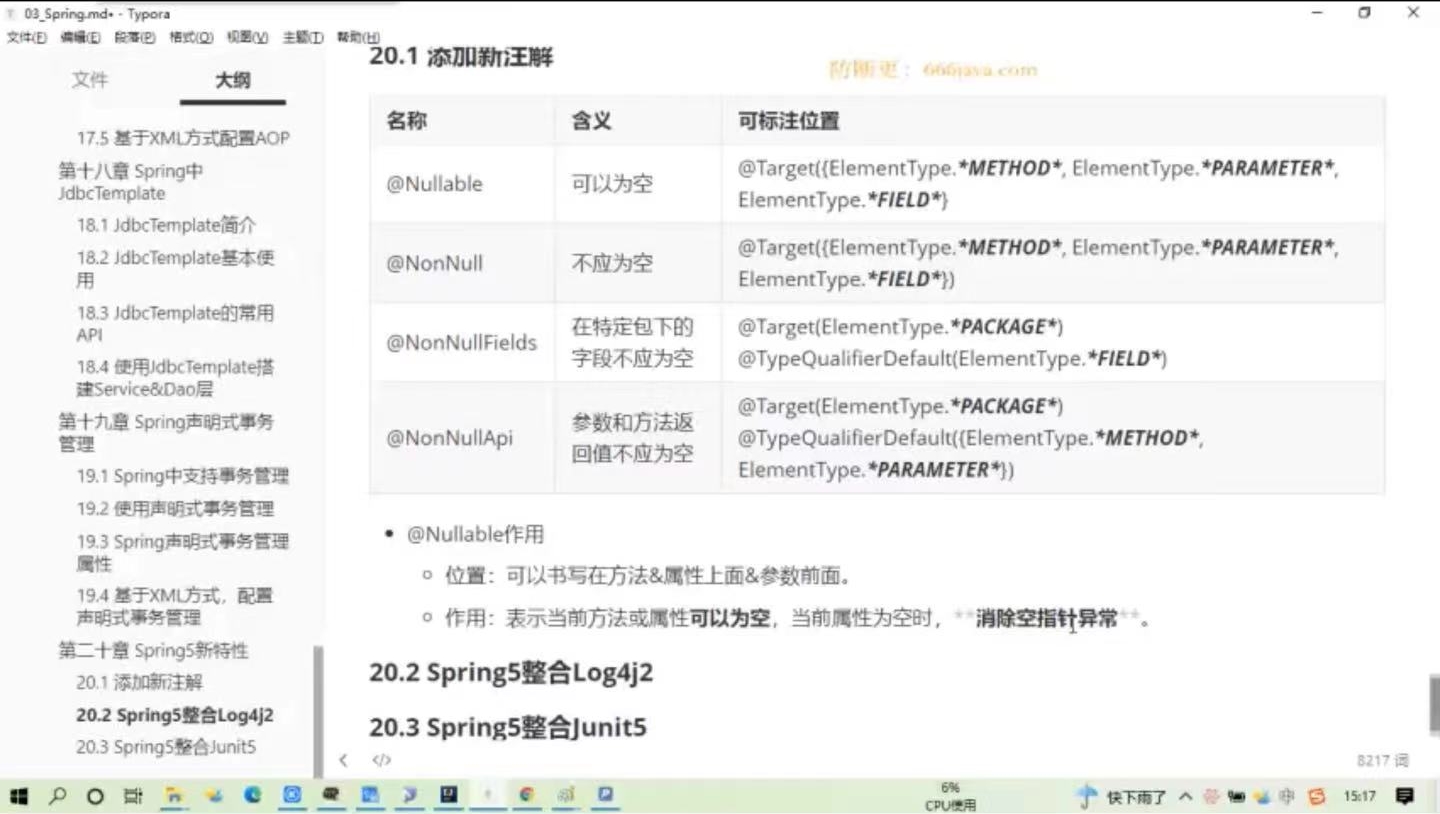 03_Spring.md• - Typora
文件(F) 编辑(E) 段落(P) 格式(O) 视图(V) 主题(T) 帮助(H)
文件 大纲
17.5 基于XML方式配置AOP
第十八章 Spring中
JdbcTemplate
18.1 JdbcTemplate简介
18.2 JdbcTemplate基本使
用
18.3 JdbcTemplate的常用
API
18.4 使用JdbcTemplate搭
建Service&Dao层
第十九章 Spring声明式事务
管理
19.1 Spring中支持事务管理
19.2 使用声明式事务管理
19.3 Spring声明式事务管理
属性
19.4 基于XML方式，配置
声明式事务管理
第二十章 Spring5新特性
20.1 添加新注解
20.2 Spring5整合Log4j2
20.3 Spring5整合Junit5
20.1 添加新注解
防断更：666java.com
名称 含义 可标注位置
@Nullable 可以为空 @Target({ElementType.*METHOD*, ElementType.*PARAMETER*,
ElementType.*FIELD*}
@NonNull 不应为空 @Target({ElementType.*METHOD*, ElementType.*PARAMETER*,
ElementType.*FIELD*})
@NonNullFields 在特定包下的 @Target(ElementType.*PACKAGE*)
字段不应为空 @TypeQualifierDefault(ElementType.*FIELD*)
@NonNullApi 参数和方法返 @Target(ElementType.*PACKAGE*)
回值不应为空 @TypeQualifierDefault({ElementType.*METHOD*,
ElementType.*PARAMETER*})
• @Nullable作用
位置：可以书写在方法&属性上面&参数前面。
作用：表示当前方法或属性可以为空，当前属性为空时，**消除空指针异常**。
20.2 Spring5整合Log4j2
20.3 Spring5整合Junit5
8217 词
6%
CPU使用
快下雨了
中
15:17